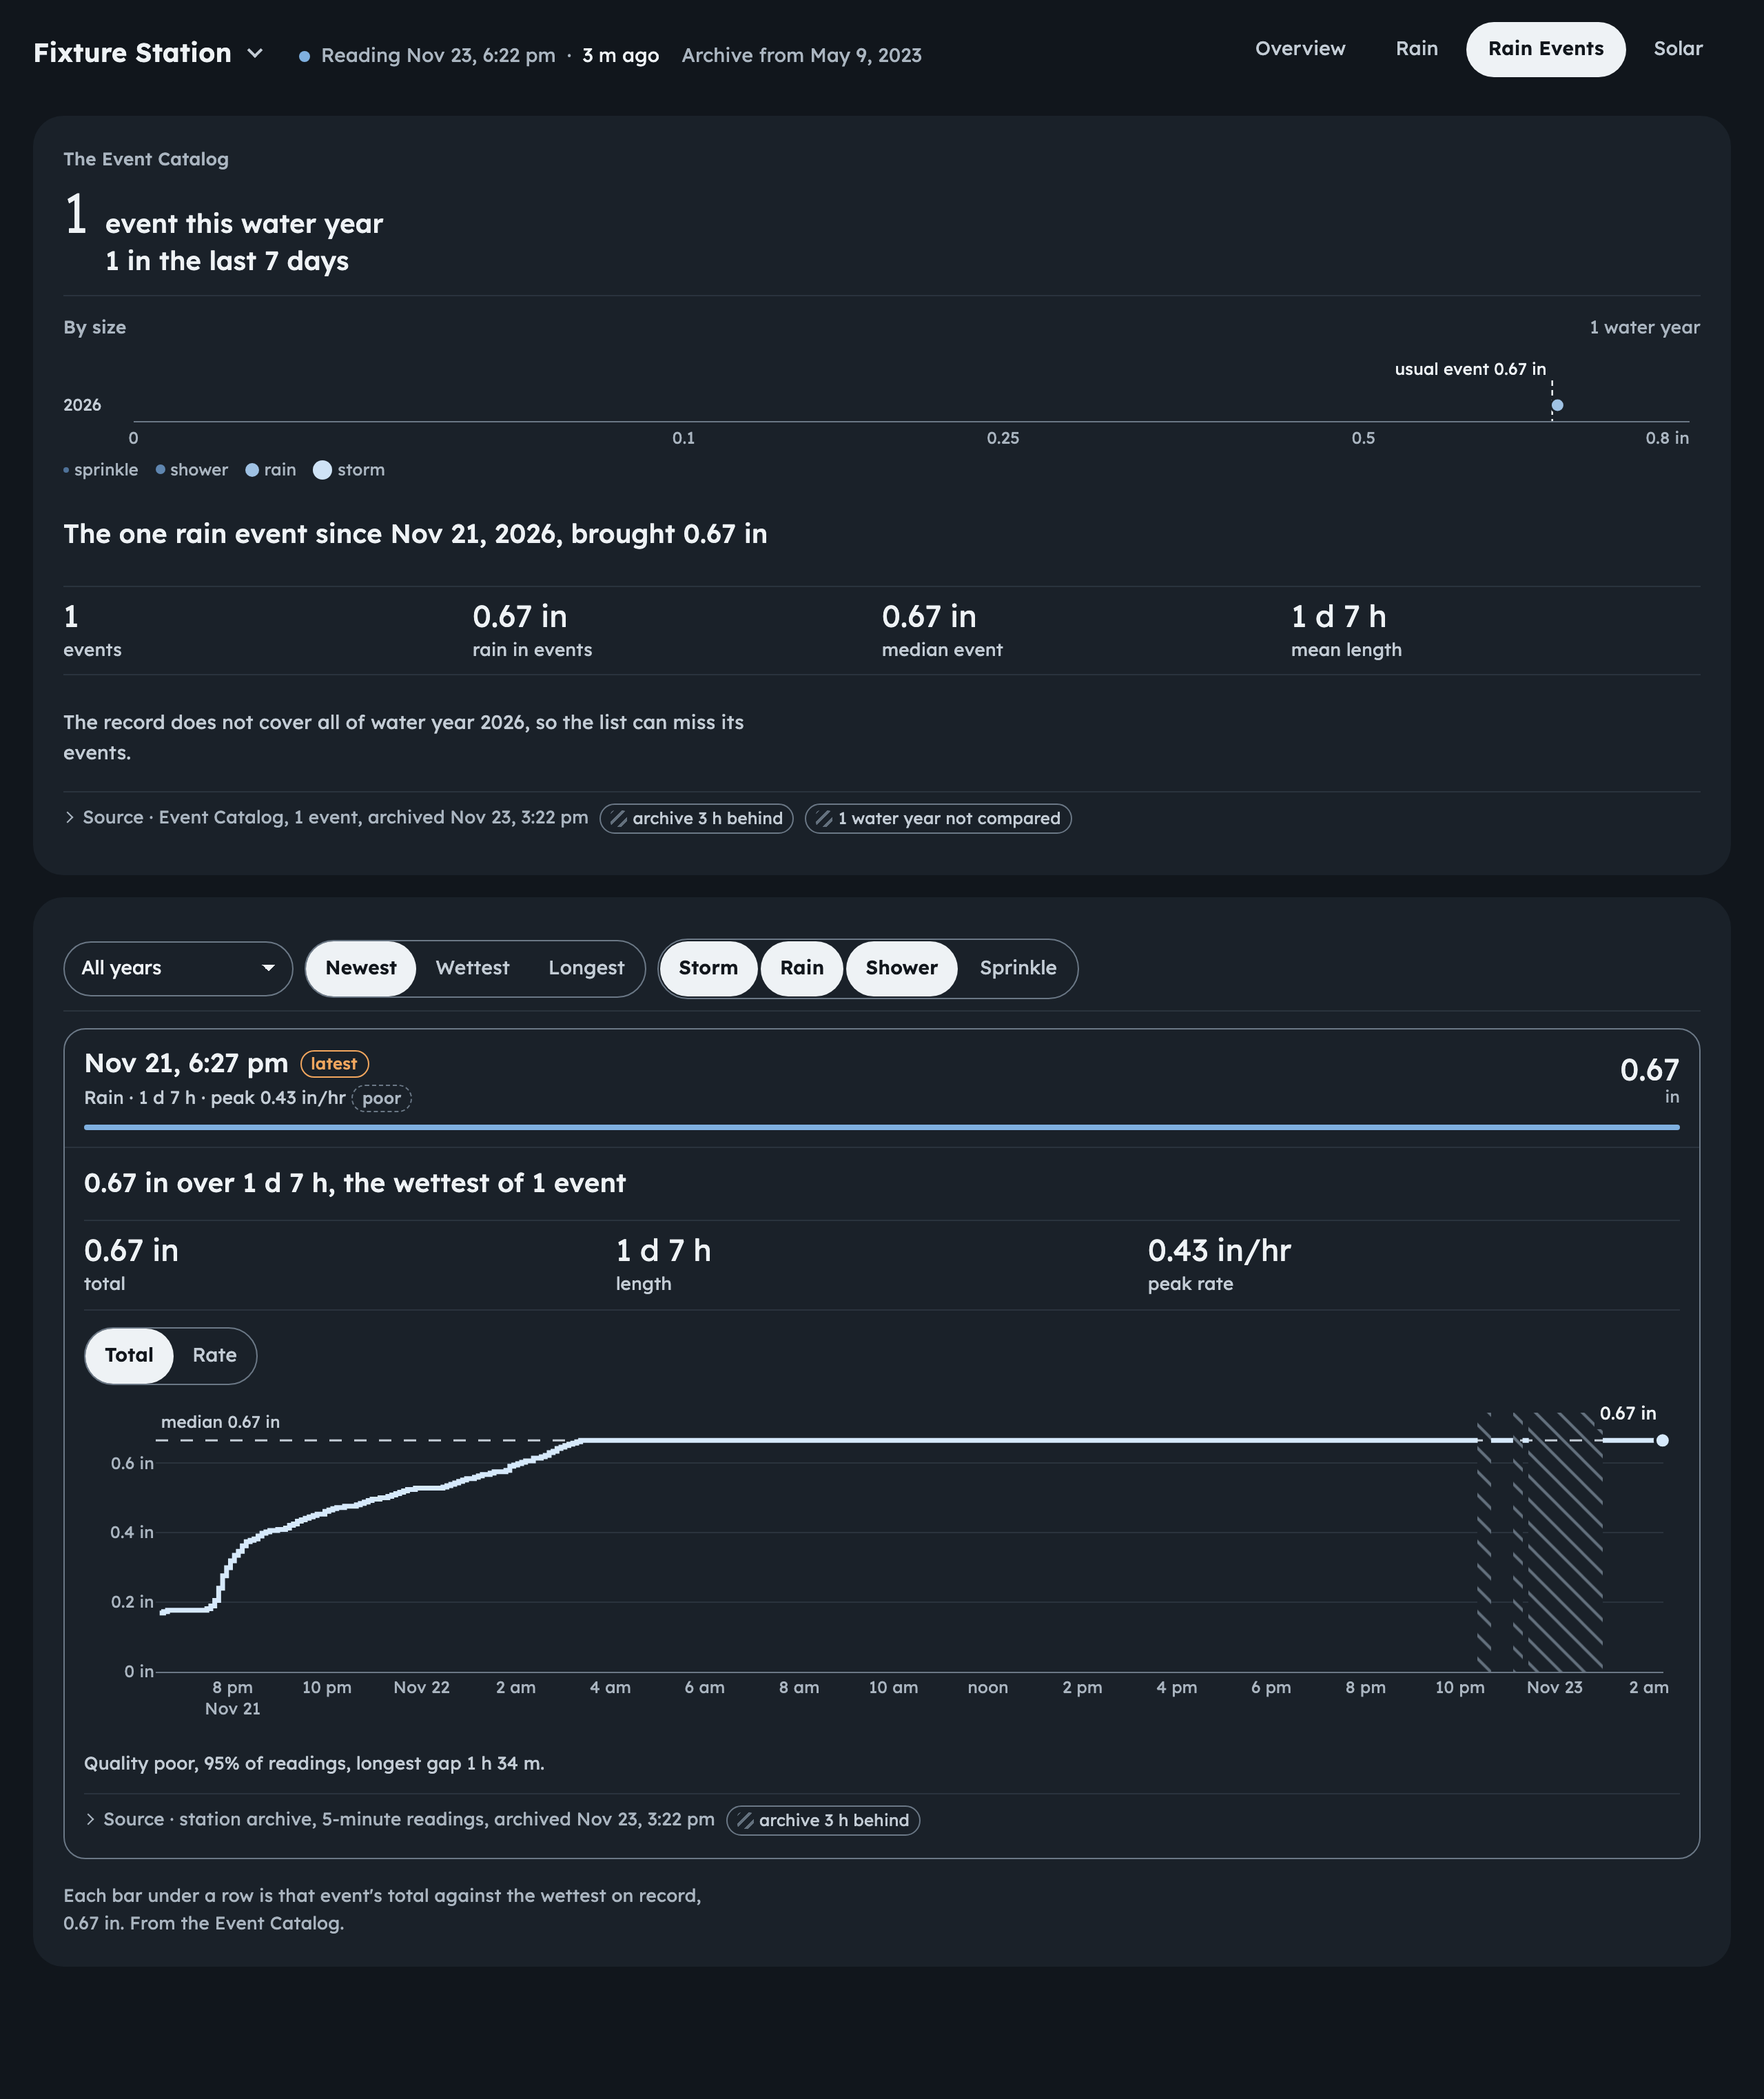 Fixture Station
Reading Nov 23, 6:22 pm · 3 m ago Archive from May 9, 2023
Overview Rain Rain Events Solar
The Event Catalog
1 event this water year
1 in the last 7 days
By size 1 water year
usual event 0.67 in
2026
0 0.1 0.25 0.5 0.8 in
sprinkle shower rain storm
The one rain event since Nov 21, 2026, brought 0.67 in
1 0.67 in 0.67 in 1 d 7 h
events rain in events median event mean length
The record does not cover all of water year 2026, so the list can miss its
events.
Source · Event Catalog, 1 event, archived Nov 23, 3:22 pm archive 3 h behind 1 water year not compared
All years Newest Wettest Longest Storm Rain Shower Sprinkle
Nov 21, 6:27 pm latest
0.67
Rain · 1 d 7 h · peak 0.43 in/hr poor
in
0.67 in over 1 d 7 h, the wettest of 1 event
0.67 in 1 d 7 h 0.43 in/hr
total length peak rate
Total Rate
0.67 in
median 0.67 in
0.6 in
0.4 in
0.2 in
0 in
8 pm 10 pm Nov 22 2 am 4 am 6 am 8 am 10 am noon 2 pm 4 pm 6 pm 8 pm 10 pm Nov 23 2 am
Nov 21
Quality poor, 95% of readings, longest gap 1 h 34 m.
Source · station archive, 5-minute readings, archived Nov 23, 3:22 pm archive 3 h behind
Each bar under a row is that event's total against the wettest on record,
0.67 in. From the Event Catalog.